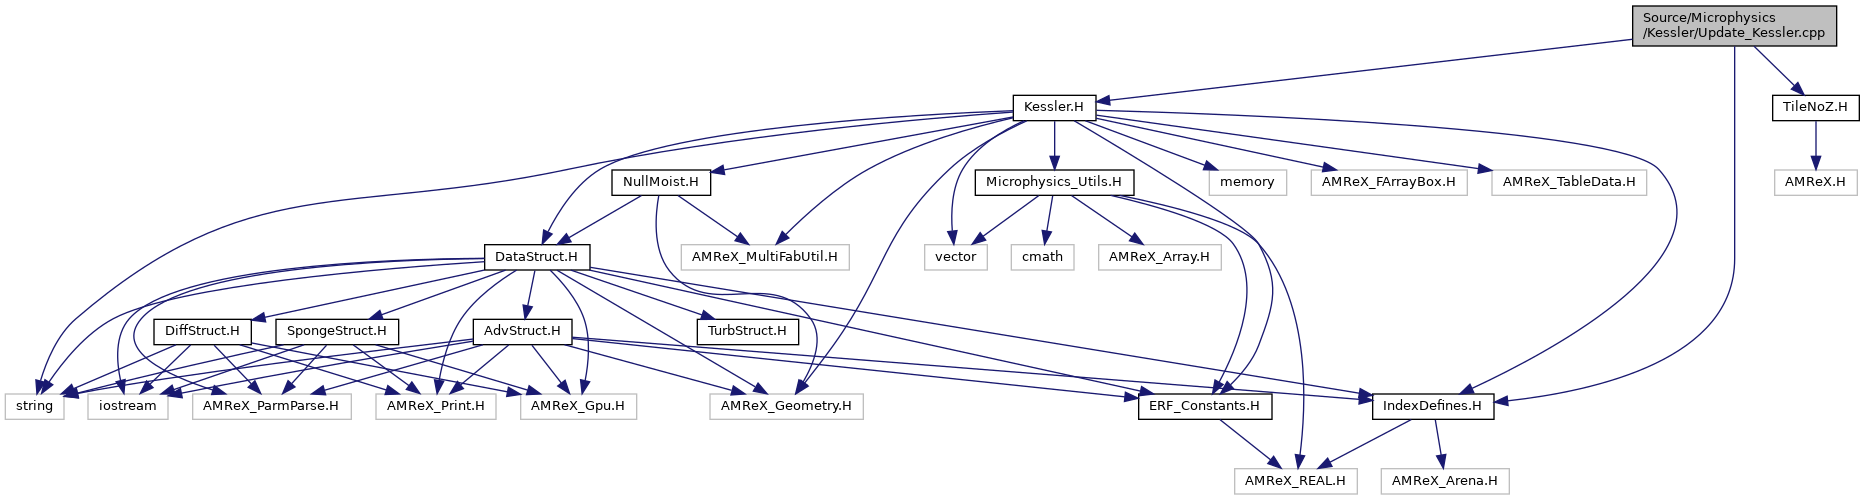 Source/Microphysics
/Kessler/Update_Kessler.cpp
Kessler.H
TileNoZ.H
NullMoist.H
Microphysics_Utils.H
memory
AMReX_FArrayBox.H
AMReX_TableData.H
AMReX.H
DataStruct.H
AMReX_MultiFabUtil.H
vector
cmath
AMReX_Array.H
DiffStruct.H
SpongeStruct.H
AdvStruct.H
TurbStruct.H
string
iostream
AMReX_ParmParse.H
AMReX_Print.H
AMReX_Gpu.H
AMReX_Geometry.H
ERF_Constants.H
IndexDefines.H
AMReX_REAL.H
AMReX_Arena.H